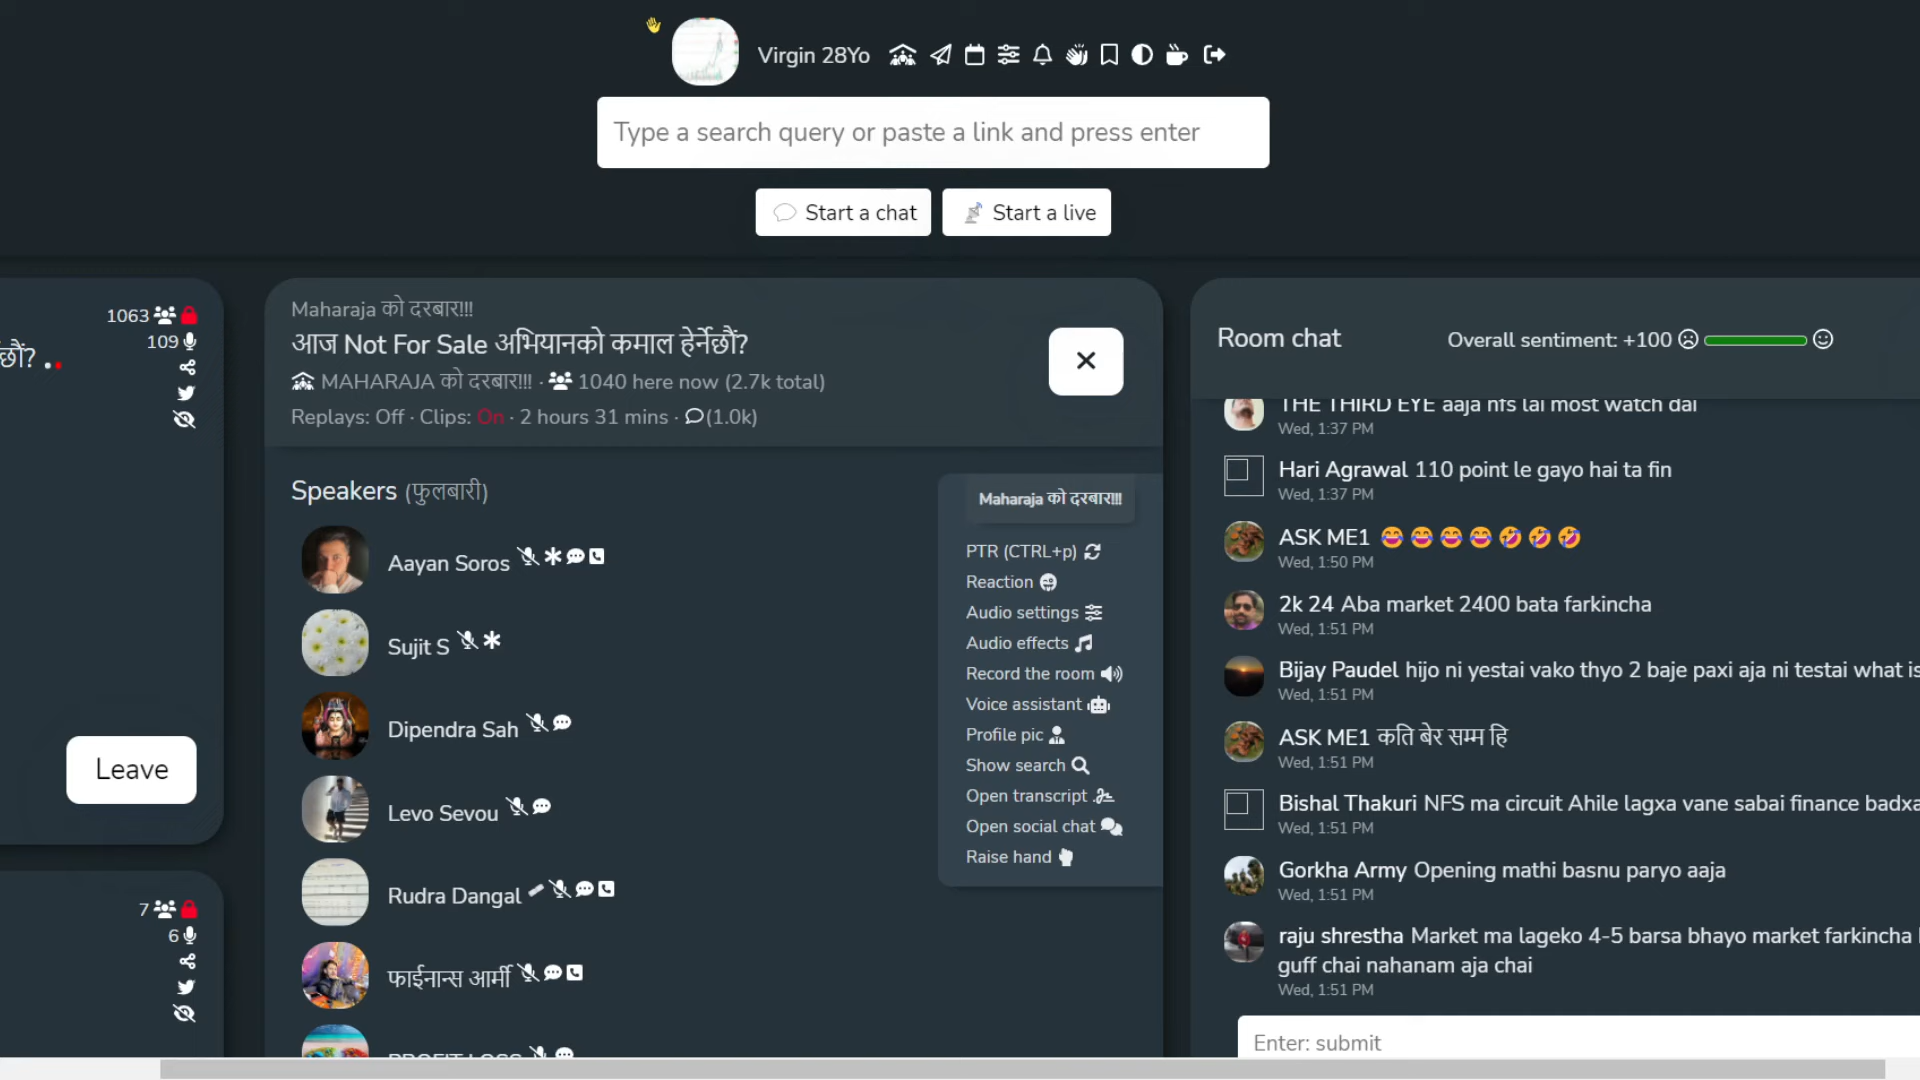 Virgin 28Yo
Type a search query or paste a link and press enter
Start a chat
Start a live
1063
109
छौं? ..
Leave
7
6
Maharaja को दरबार!!!
आज Not For Sale अभियानको कमाल हेर्नेछौं?
MAHARAJA को दरबार!!! · 1040 here now (2.7k total)
Replays: Off · Clips: On · 2 hours 31 mins · (1.0k)
Speakers (फुलबारी)
Aayan Soros
Sujit S
Dipendra Sah
Levo Sevou
Rudra Dangal
फाईनान्स आर्मी
PROFIT LOSS
Maharaja को दरबार!!!
PTR (CTRL+p)
Reaction
Audio settings
Audio effects
Record the room
Voice assistant
Profile pic
Show search
Open transcript
Open social chat
Raise hand
Room chat
Overall sentiment: +100
THE THIRD EYE aaja nfs lai most watch dai
Wed, 1:37 PM
Hari Agrawal 110 point le gayo hai ta fin
Wed, 1:37 PM
ASK ME1 😂😂😂😂🤣🤣🤣
Wed, 1:50 PM
2k 24 Aba market 2400 bata farkincha
Wed, 1:51 PM
Bijay Paudel hijo ni yestai vako thyo 2 baje paxi aja ni testai what is
Wed, 1:51 PM
ASK ME1 कति बेर सम्म हि
Wed, 1:51 PM
Bishal Thakuri NFS ma circuit Ahile lagxa vane sabai finance badxa
Wed, 1:51 PM
Gorkha Army Opening mathi basnu paryo aaja
Wed, 1:51 PM
raju shrestha Market ma lageko 4-5 barsa bhayo market farkincha
guff chai nahanam aja chai
Wed, 1:51 PM
Enter: submit